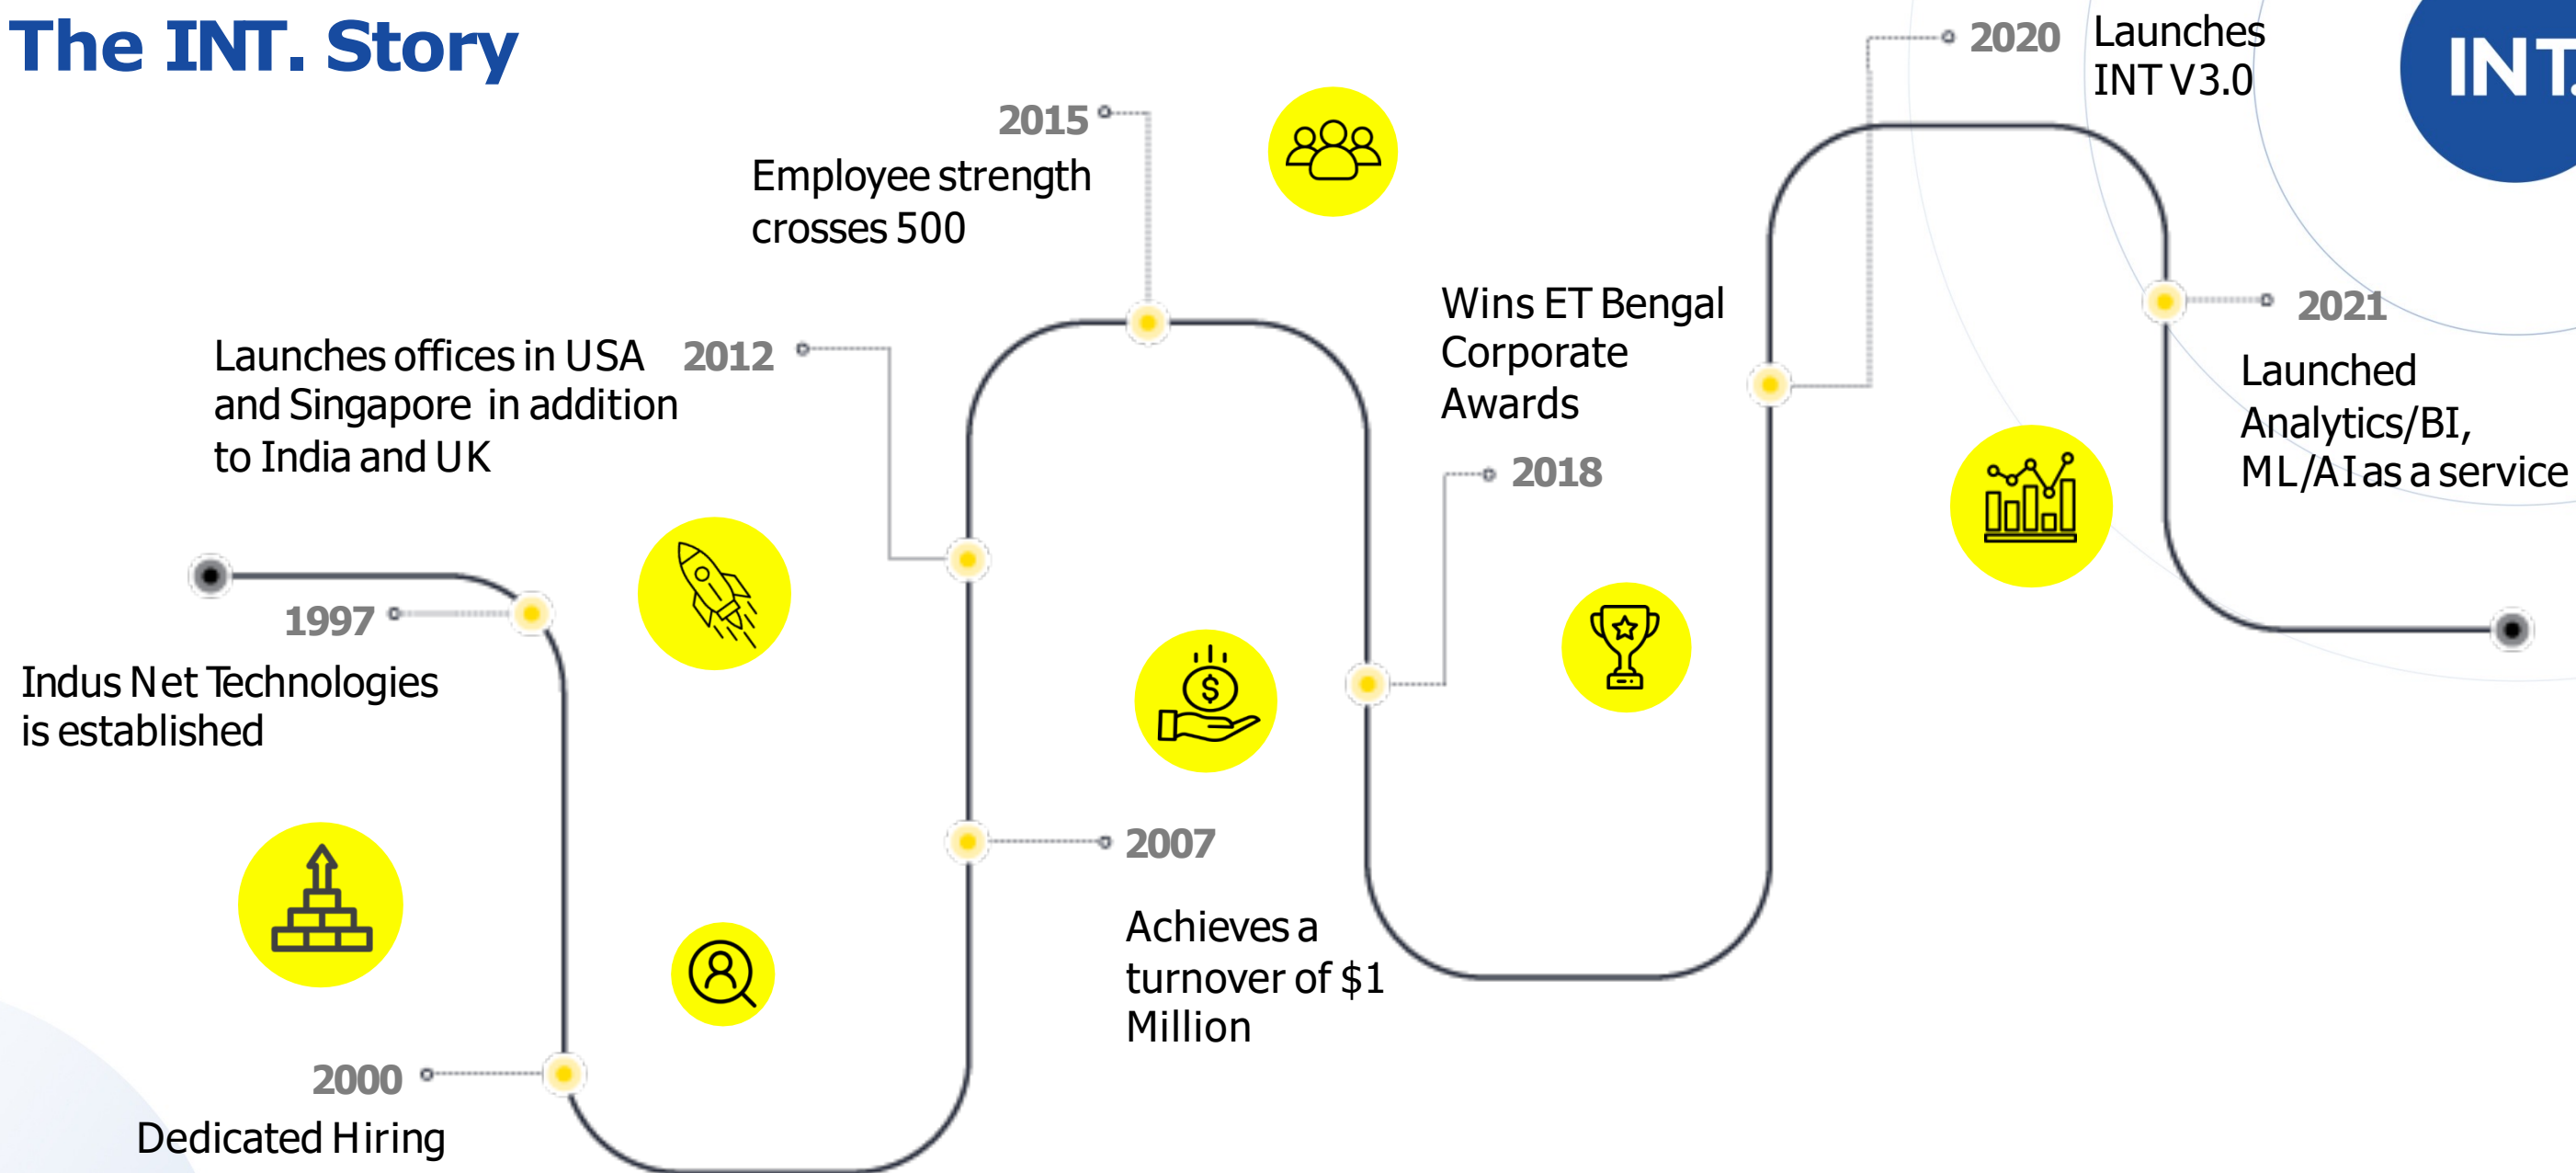 The INT. Story
INT.
1997
Indus Net Technologies
is established
2000
Dedicated Hiring
2007
Achieves a
turnover of $1
Million
2012
Launches offices in USA
and Singapore in addition
to India and UK
2015
Employee strength
crosses 500
Wins ET Bengal
Corporate
Awards
2018
2020
Launches
INT V3.0
2021
Launched
Analytics/BI,
ML/AI as a service
$